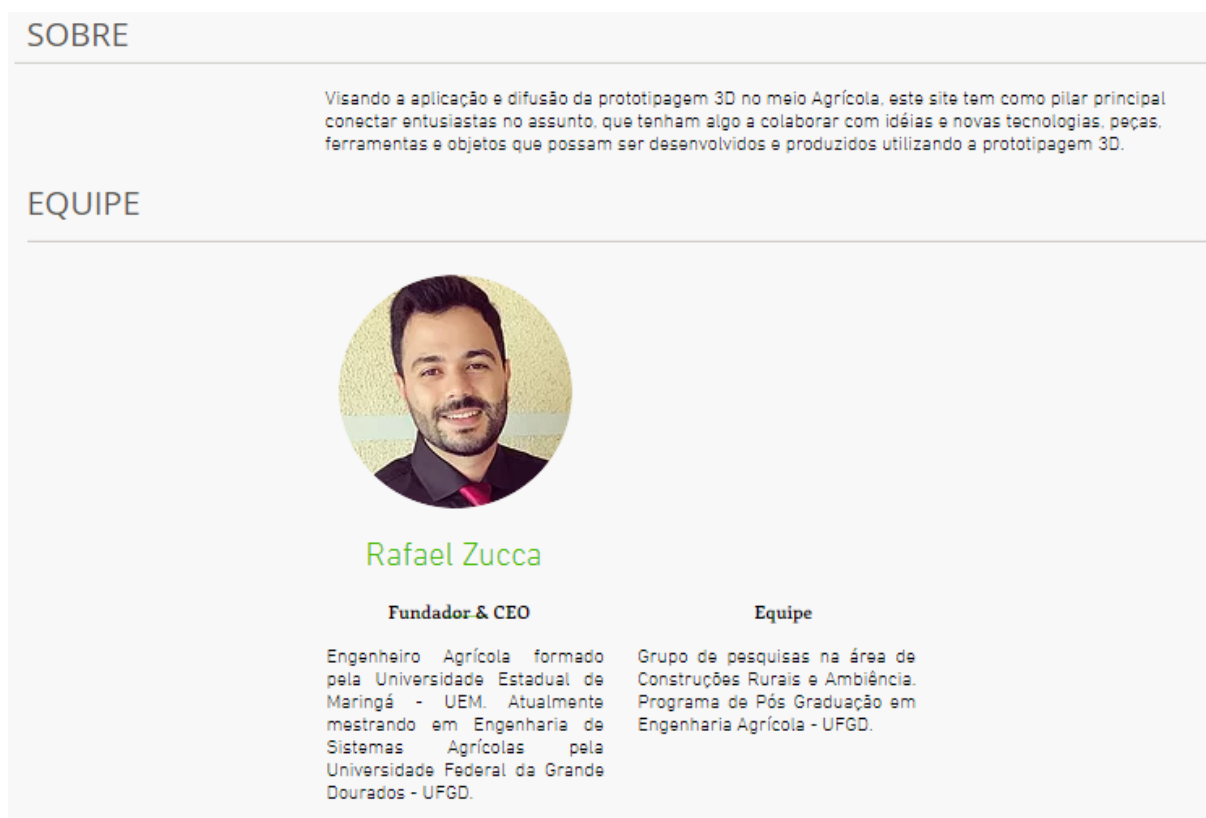 SOBRE
Visando a aplicação e difusão da prototipagem 3D no meio Agrícola, este site tem como pilar principal
conectar entusiastas no assunto, que tenham algo a colaborar com idéias e novas tecnologias, peças,
ferramentas e objetos que possam ser desenvolvidos e produzidos utilizando a prototipagem 3D.
EQUIPE
Rafael Zucca
Fundador & CEO
Engenheiro Agrícola formado
pela Universidade Estadual de
Maringá - UEM. Atualmente
mestrando em Engenharia de
Sistemas Agrícolas pela
Universidade Federal da Grande
Dourados - UFGD.
Equipe
Grupo de pesquisas na área de
Construções Rurais e Ambiência.
Programa de Pós Graduação em
Engenharia Agrícola - UFGD.